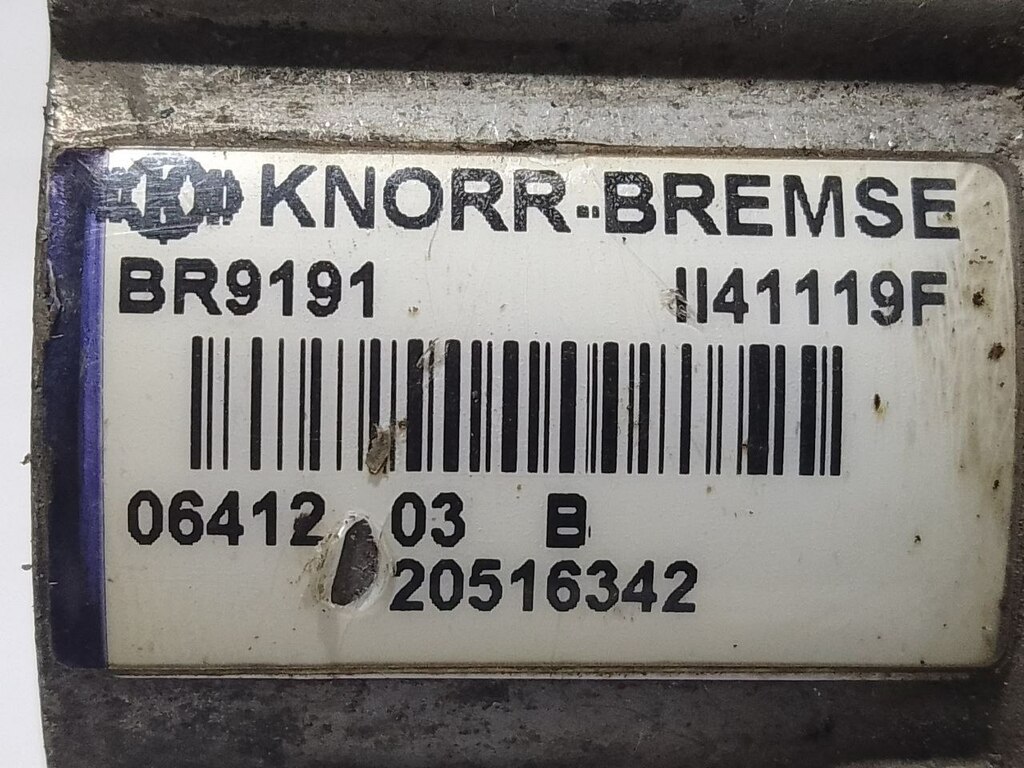 K KNORR-BREMSE
BR9191 II41119F
06412 03 B
20516342